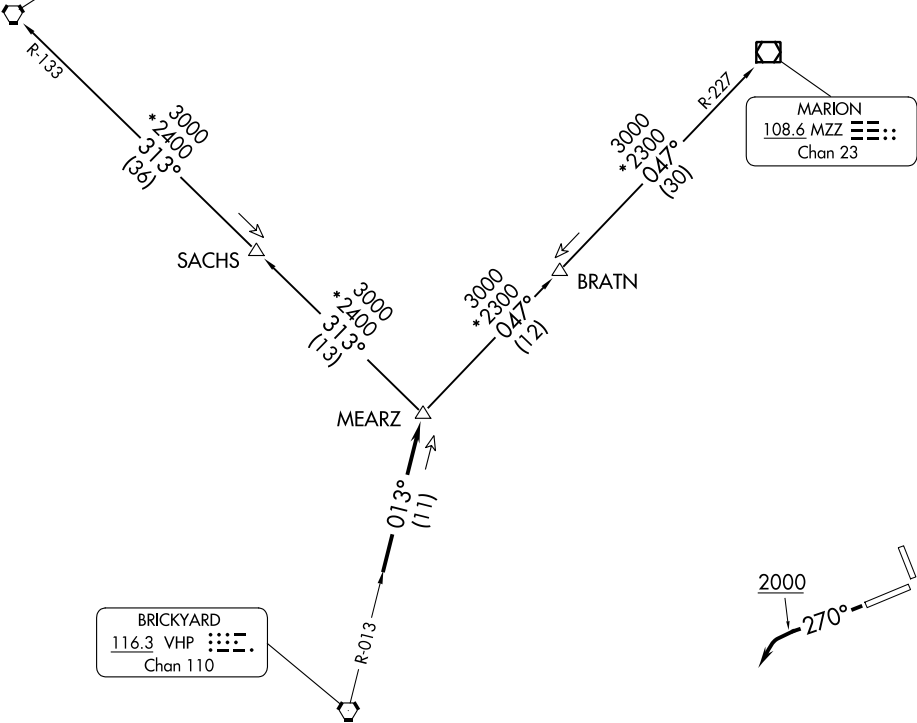 R-133
3000
*2400
313°
(36)
SACHS
3000
*2400
313°
(13)
R-227
MARION
108.6 MZZ
Chan 23
3000
*2300
047°
(30)
BRATN
3000
*2300
047°
(12)
MEARZ
013°
(11)
R-013
BRICKYARD
116.3 VHP
Chan 110
2000
270°